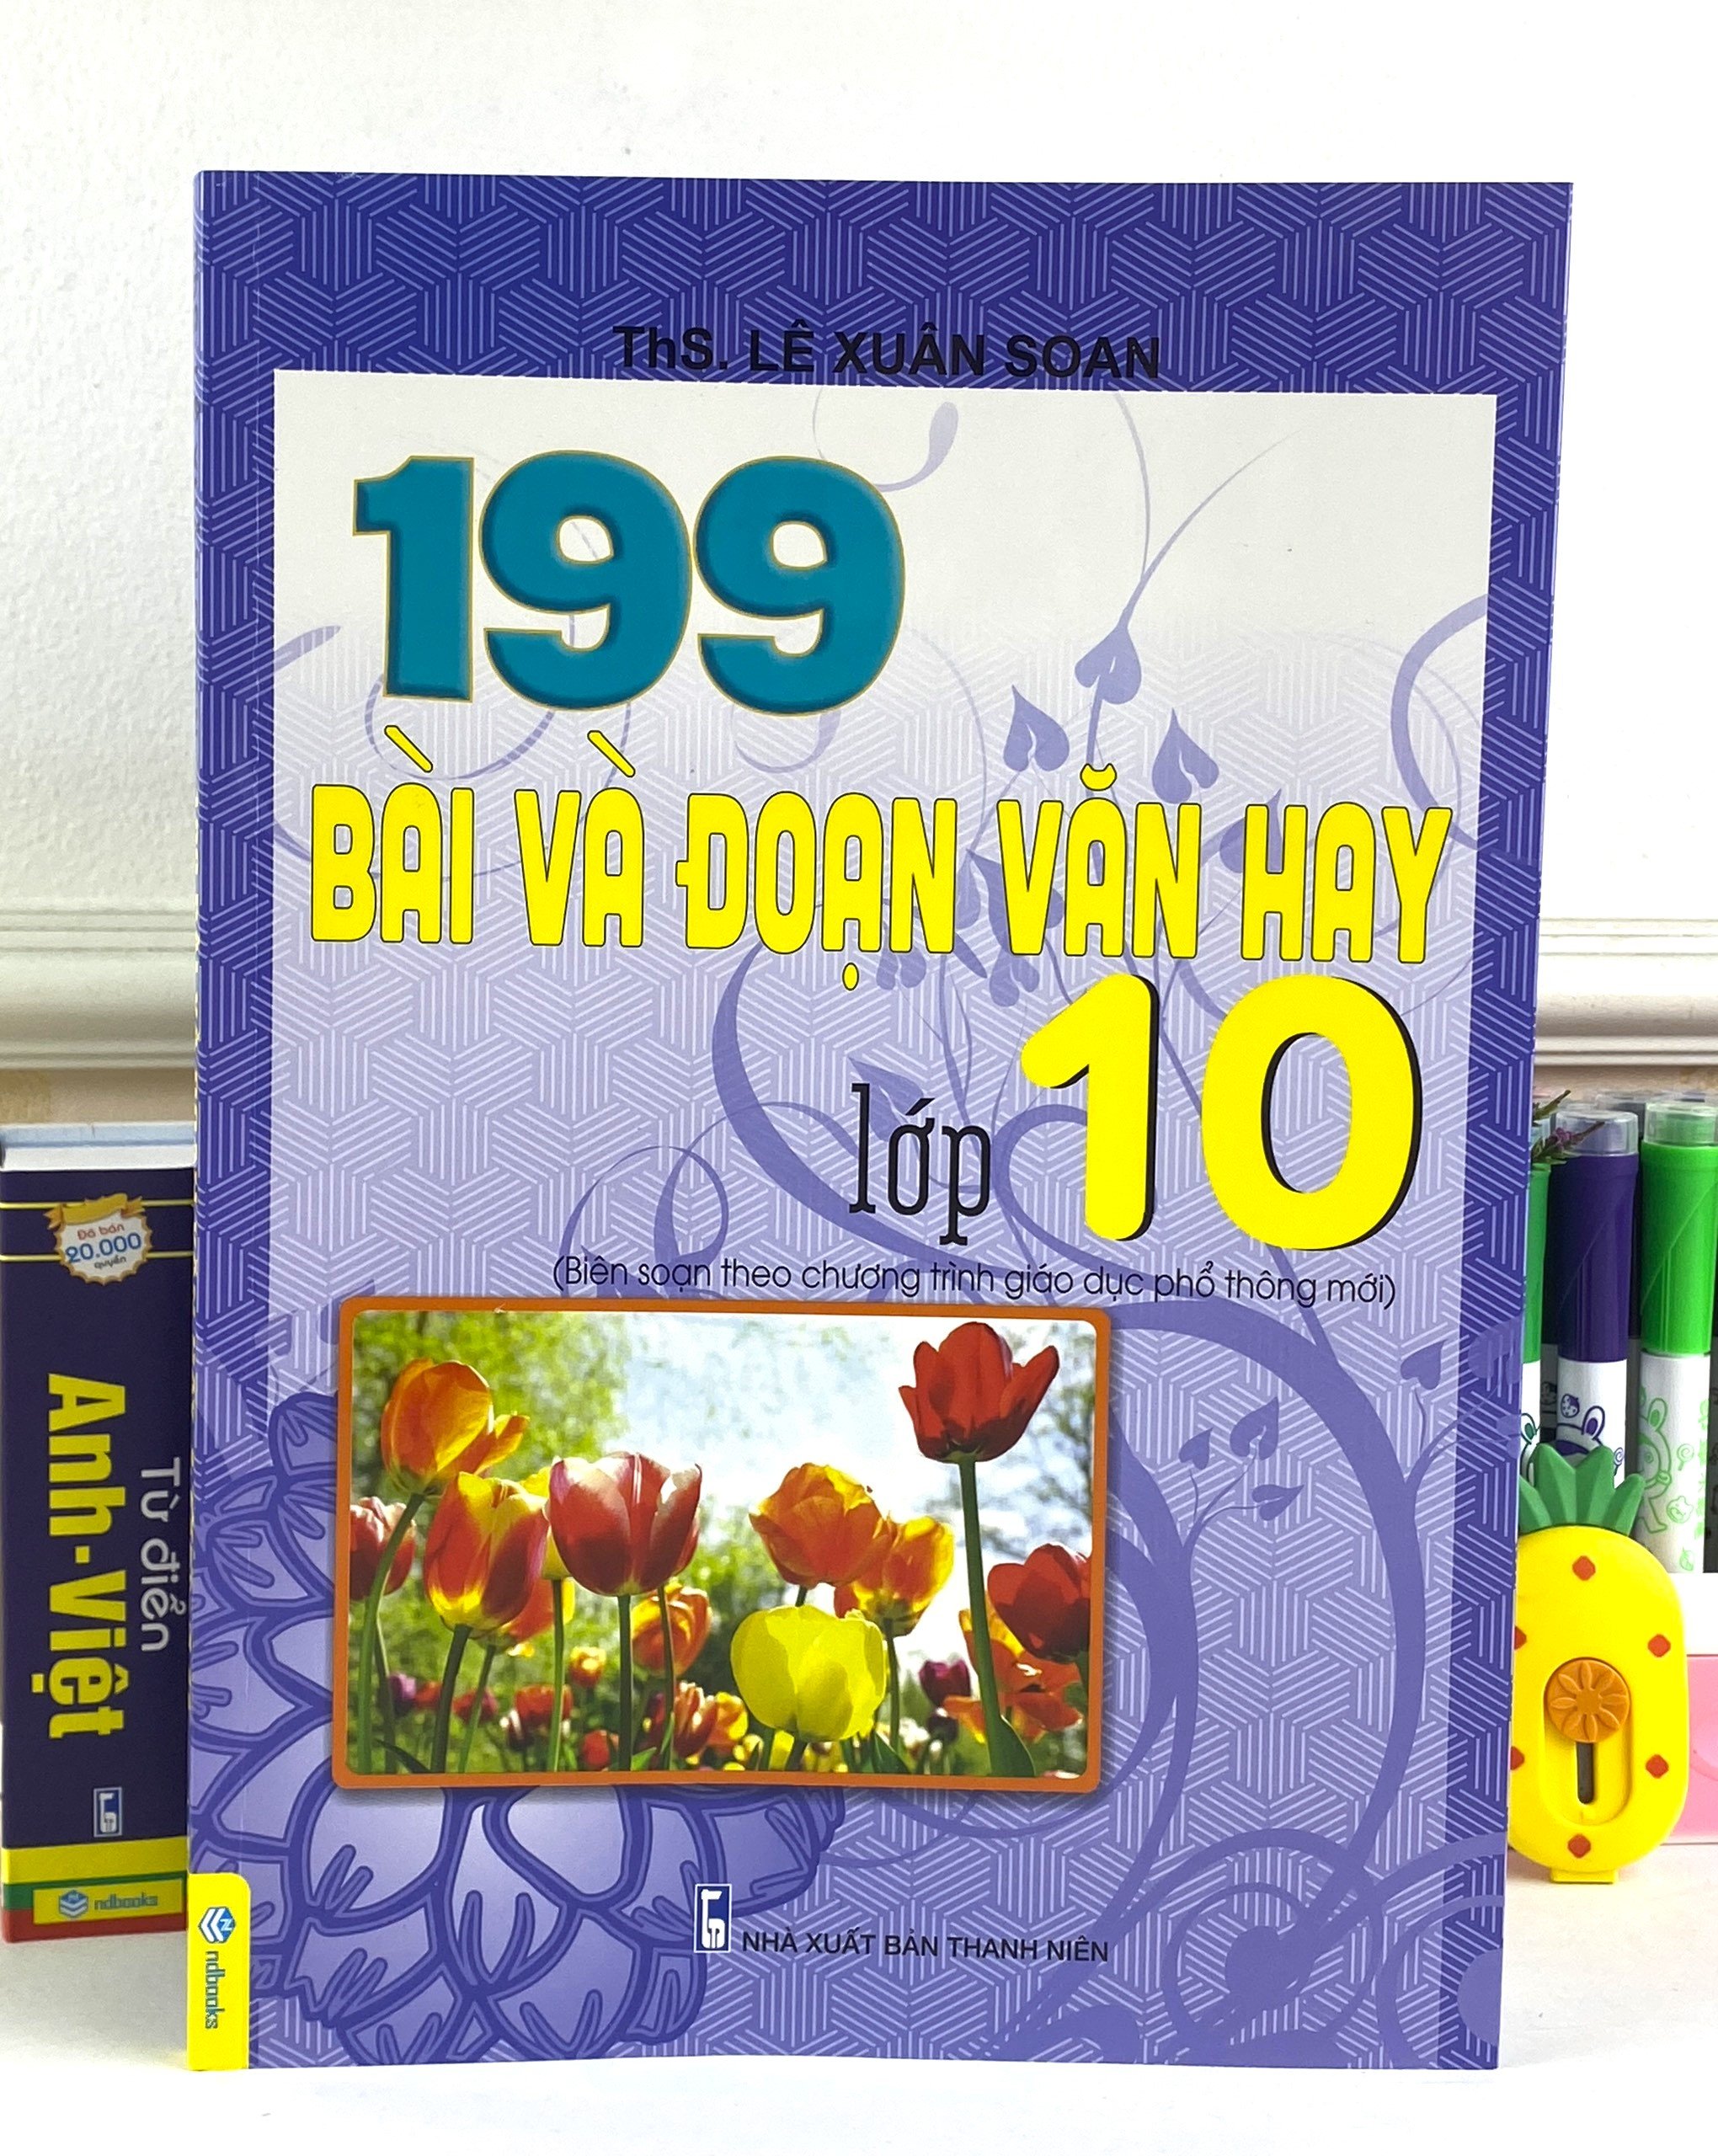 ThS. LÊ XUÂN SOAN
199
BÀI VÀ ĐOẠN VĂN HAY
lớp 10
(Biên soạn theo chương trình giáo dục phổ thông mới)
NHÀ XUẤT BẢN THANH NIÊN
ndbooks
Đã bán
20.000
quyển
Từ điển
Anh·Việt
ndbooks